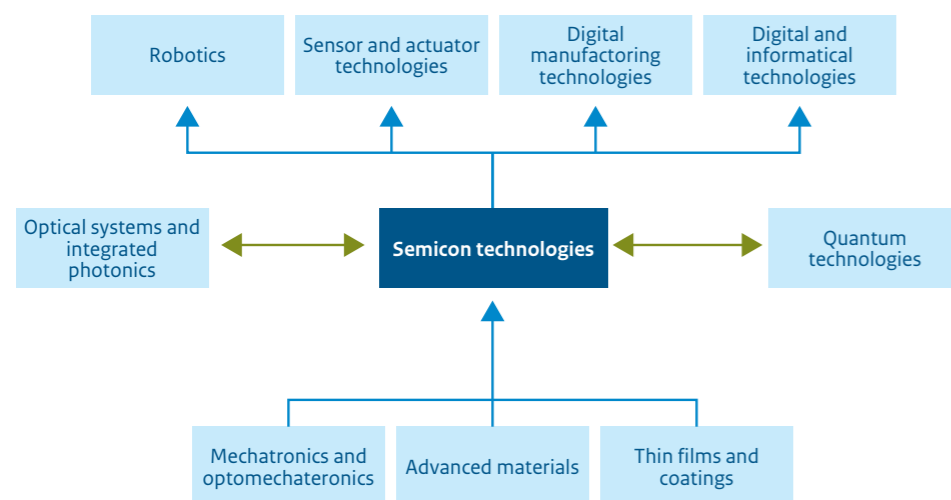 Robotics
Sensor and actuator
technologies
Digital
manufactoring
technologies
Digital and
informatical
technologies
Optical systems and
integrated
photonics
Semicon technologies
Quantum
technologies
Mechatronics and
optomechateronics
Advanced materials
Thin films and
coatings